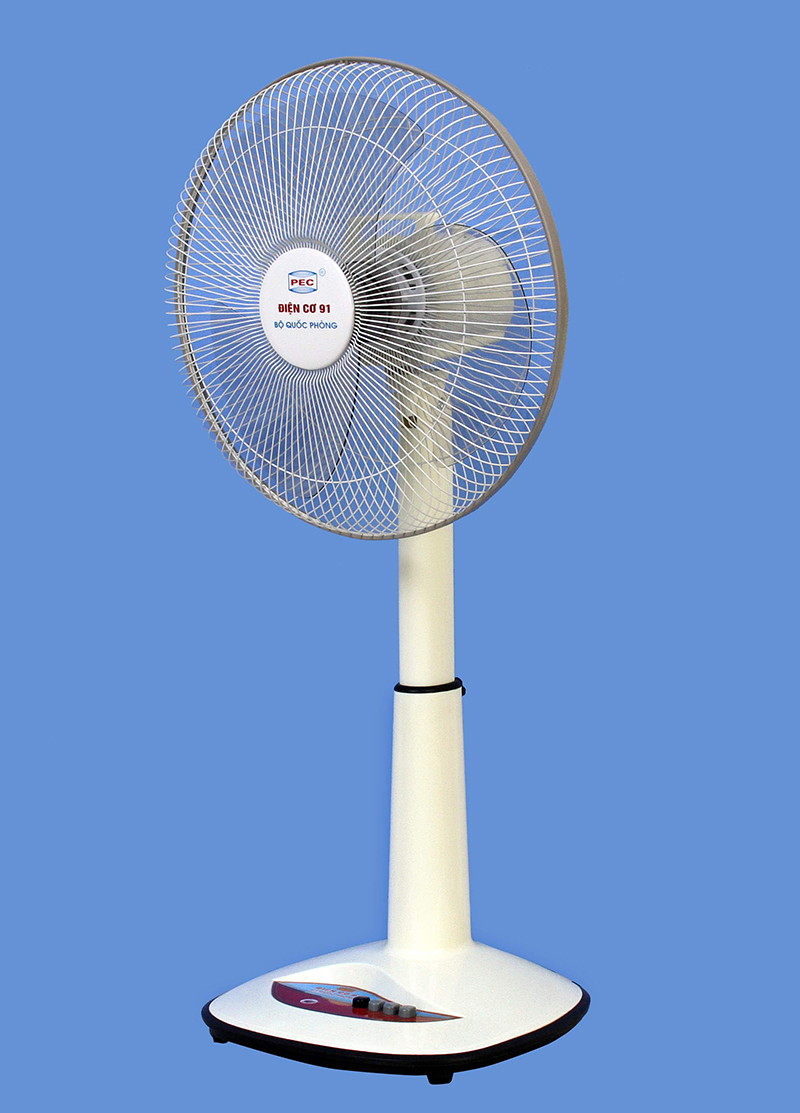 PEC
®
ĐIỆN CƠ 91
BỘ QUỐC PHÒNG